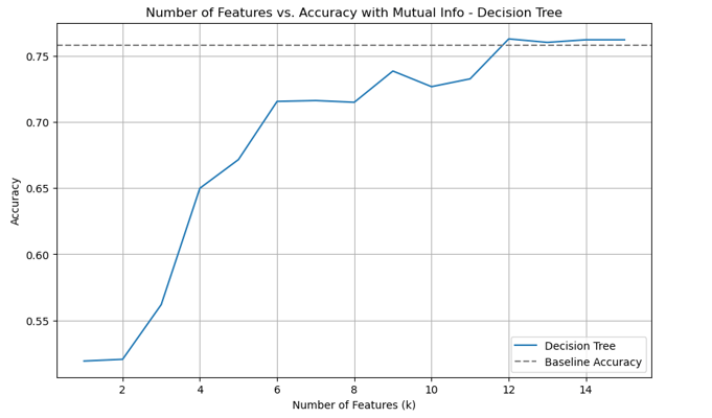 Number of Features vs. Accuracy with Mutual Info - Decision Tree
0.75
0.70
0.65
0.60
0.55
Accuracy
2 4 6 8 10 12 14
Number of Features (k)
Decision Tree
Baseline Accuracy